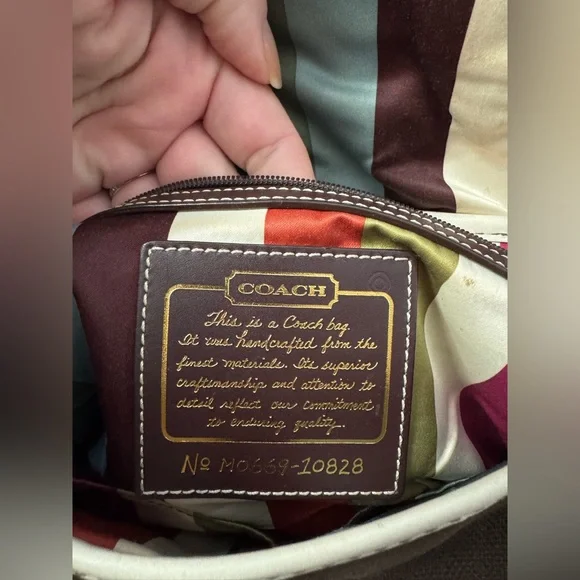 COACH
This is a Coach bag.
It was handcrafted from the
finest materials. Its superior
craftsmanship and attention to
detail reflect our commitment
to enduring quality.
No M0669-10828